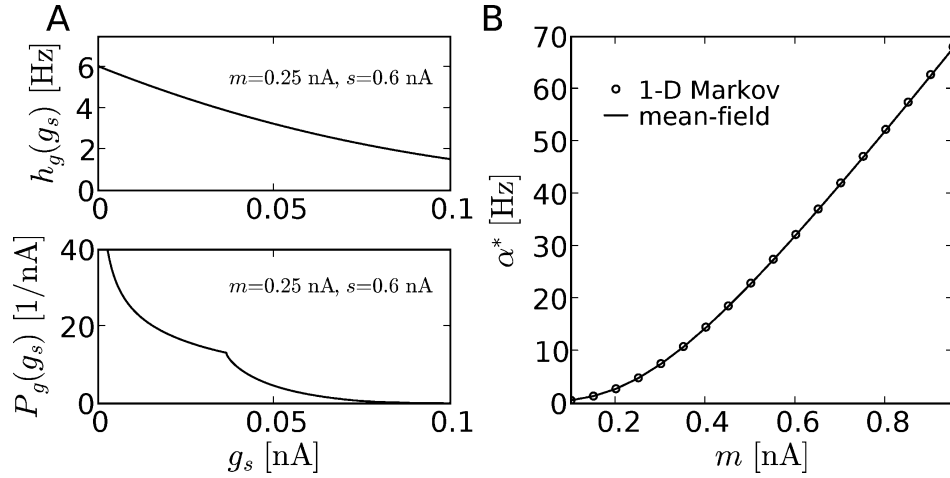 A
h_g(g_s) [Hz]
6
4
2
0
m=0.25 nA, s=0.6 nA
0 0.05 0.1
P_g(g_s) [1/nA]
40
20
0
m=0.25 nA, s=0.6 nA
0 0.05 0.1
g_s [nA]
B
α* [Hz]
70
60
50
40
30
20
10
0
1-D Markov
mean-field
0.2 0.4 0.6 0.8
m [nA]